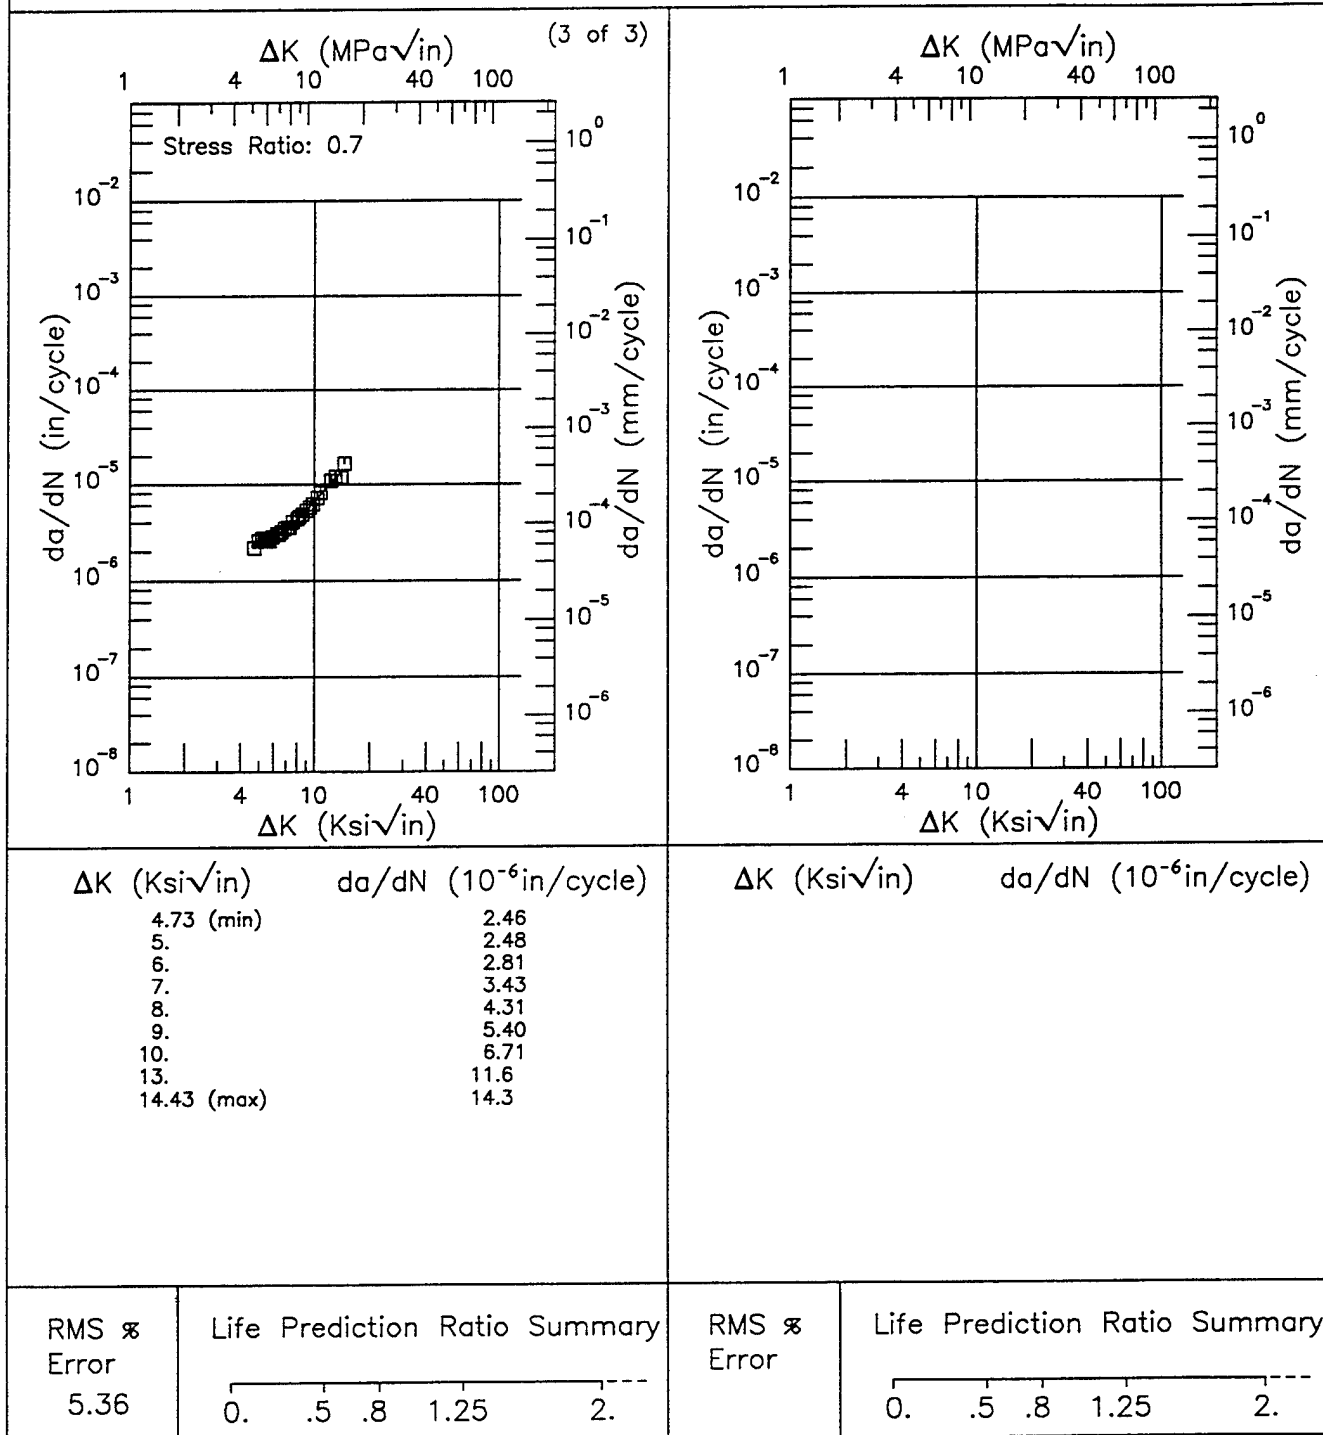 (3 of 3)
ΔK (MPa√in)
1 4 10 40 100
Stress Ratio: 0.7
10⁰
10⁻¹
10⁻²
10⁻³
10⁻⁴
10⁻⁵
10⁻⁶
da/dN (mm/cycle)
10⁻²
10⁻³
10⁻⁴
10⁻⁵
10⁻⁶
10⁻⁷
10⁻⁸
da/dN (in/cycle)
1 4 10 40 100
ΔK (Ksi√in)
ΔK (MPa√in)
1 4 10 40 100
10⁰
10⁻¹
10⁻²
10⁻³
10⁻⁴
10⁻⁵
10⁻⁶
da/dN (mm/cycle)
10⁻²
10⁻³
10⁻⁴
10⁻⁵
10⁻⁶
10⁻⁷
10⁻⁸
da/dN (in/cycle)
1 4 10 40 100
ΔK (Ksi√in)
ΔK (Ksi√in) da/dN (10⁻⁶in/cycle)
4.73 (min) 2.46
5. 2.48
6. 2.81
7. 3.43
8. 4.31
9. 5.40
10. 6.71
13. 11.6
14.43 (max) 14.3
ΔK (Ksi√in) da/dN (10⁻⁶in/cycle)
RMS %
Error
5.36
Life Prediction Ratio Summary
0. .5 .8 1.25 2.
RMS %
Error
Life Prediction Ratio Summary
0. .5 .8 1.25 2.